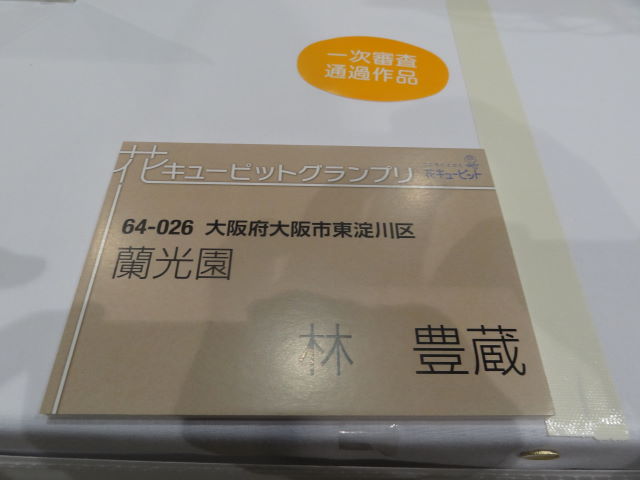 一次審査
通過作品
花キューピットグランプリ
花キューピット
64-026 大阪府大阪市東淀川区
蘭光園
林 豊蔵